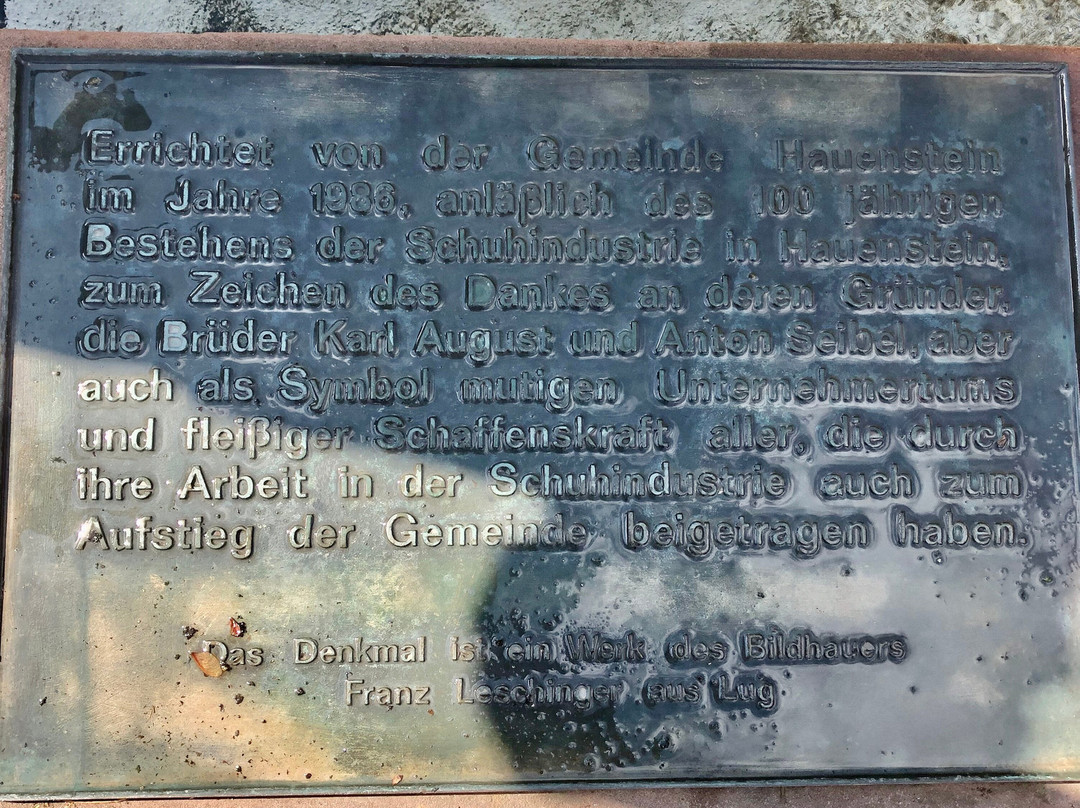 Errichtet von der Gemeinde Hauenstein
im Jahre 1986, anläßlich des 100 jährigen
Bestehens der Schuhindustrie in Hauenstein,
zum Zeichen des Dankes an deren Gründer,
die Brüder Karl August und Anton Seibel, aber
auch als Symbol mutigen Unternehmertums
und fleißiger Schaffenskraft aller, die durch
ihre Arbeit in der Schuhindustrie auch zum
Aufstieg der Gemeinde beigetragen haben.
Das Denkmal ist ein Werk des Bildhauers
Franz Leschinger aus Lug